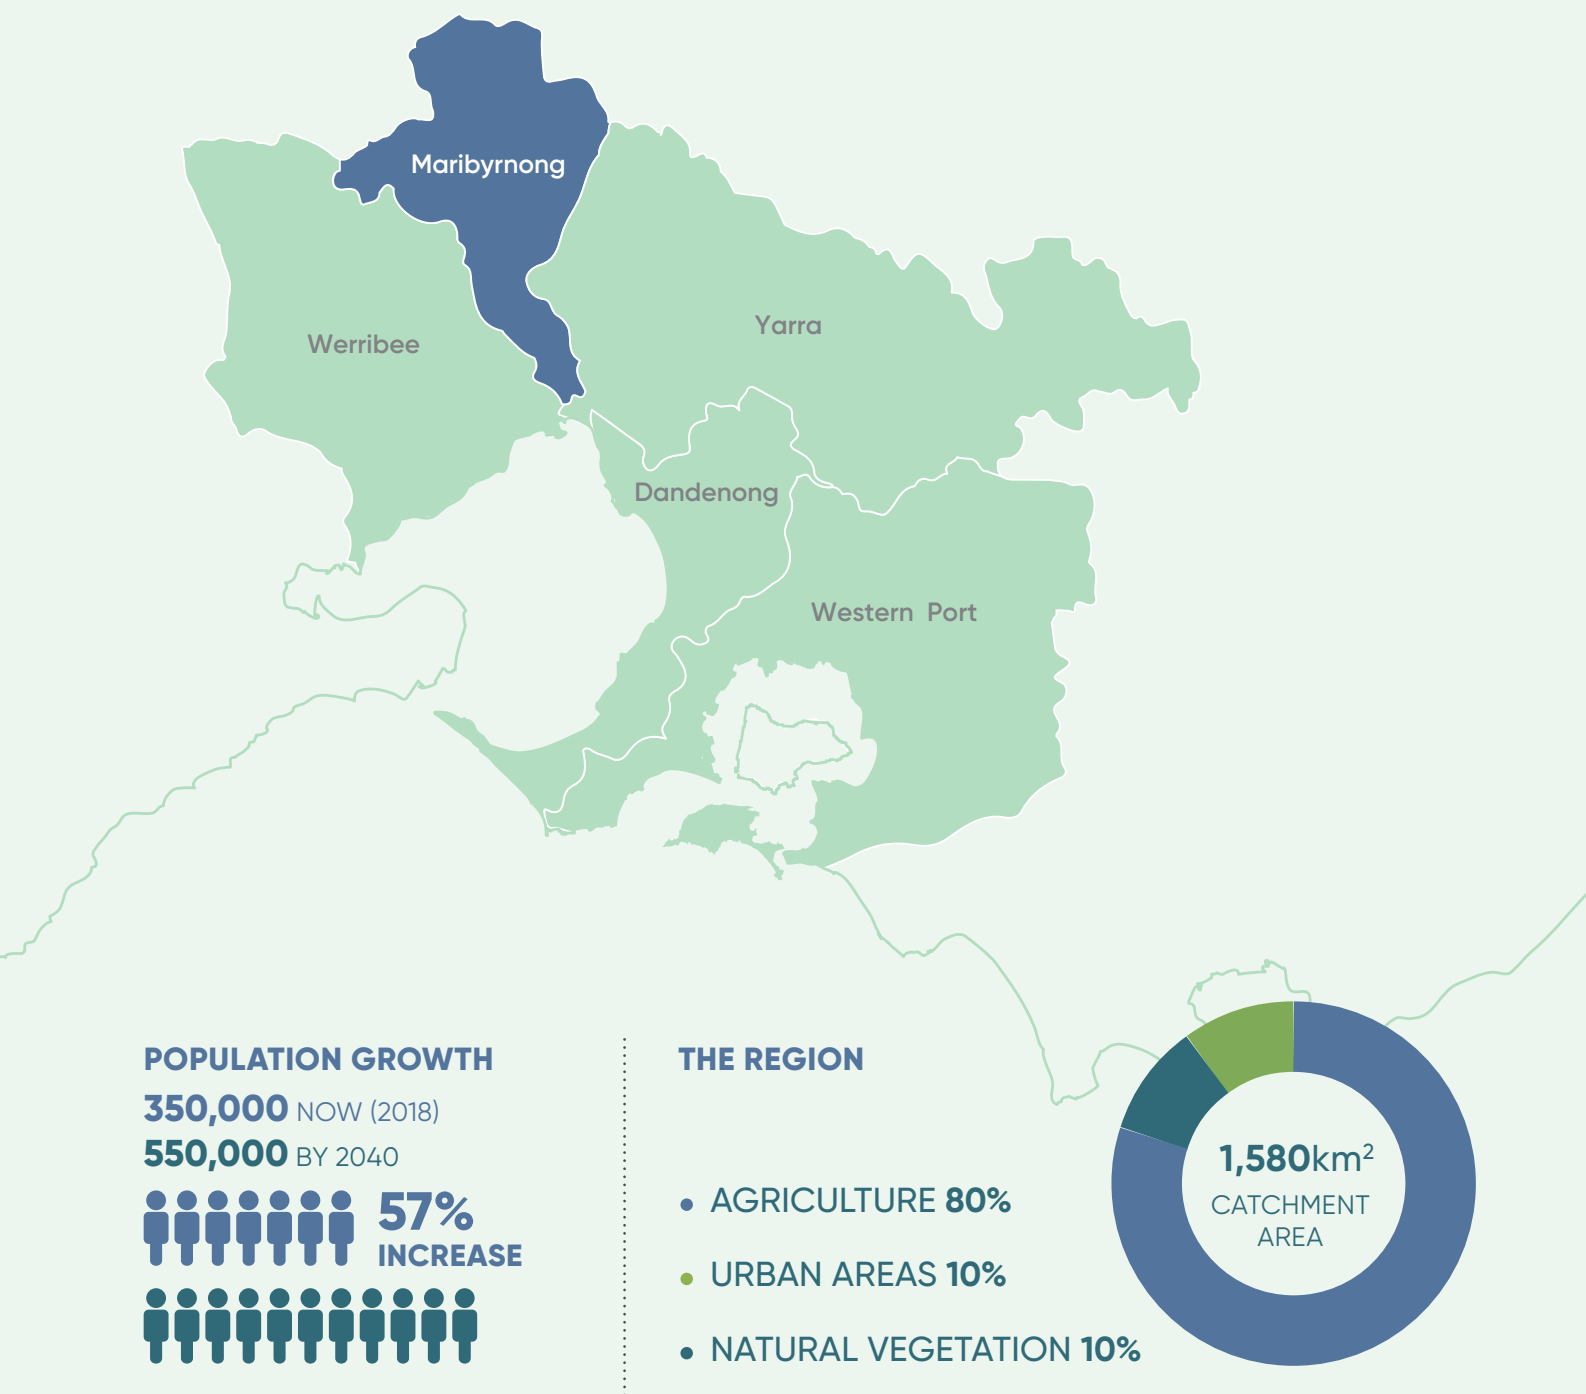 Maribyrnong
Yarra
Werribee
Dandenong
Western Port
POPULATION GROWTH
350,000 NOW (2018)
550,000 BY 2040
57%
INCREASE
THE REGION
AGRICULTURE 80%
URBAN AREAS 10%
NATURAL VEGETATION 10%
1,580km²
CATCHMENT
AREA